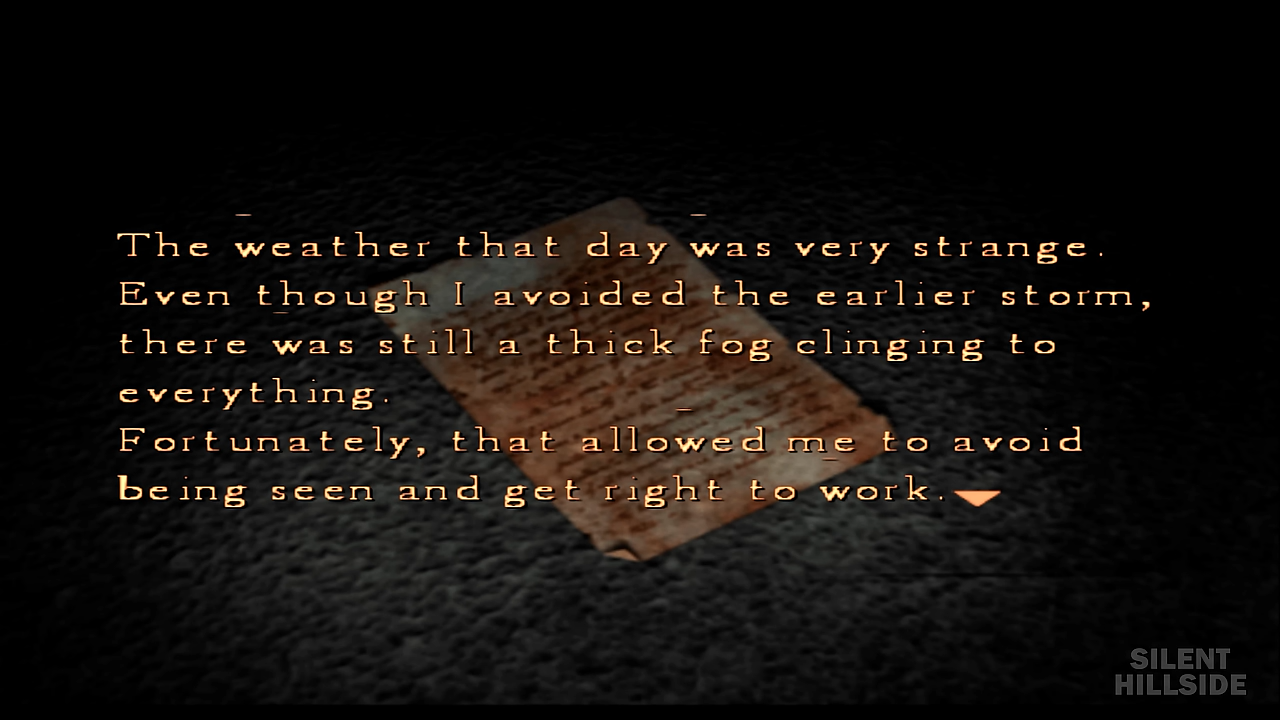 The weather that day was very strange.
Even though I avoided the earlier storm,
there was still a thick fog clinging to
everything.
Fortunately, that allowed me to avoid
being seen and get right to work.
SILENT
HILLSIDE